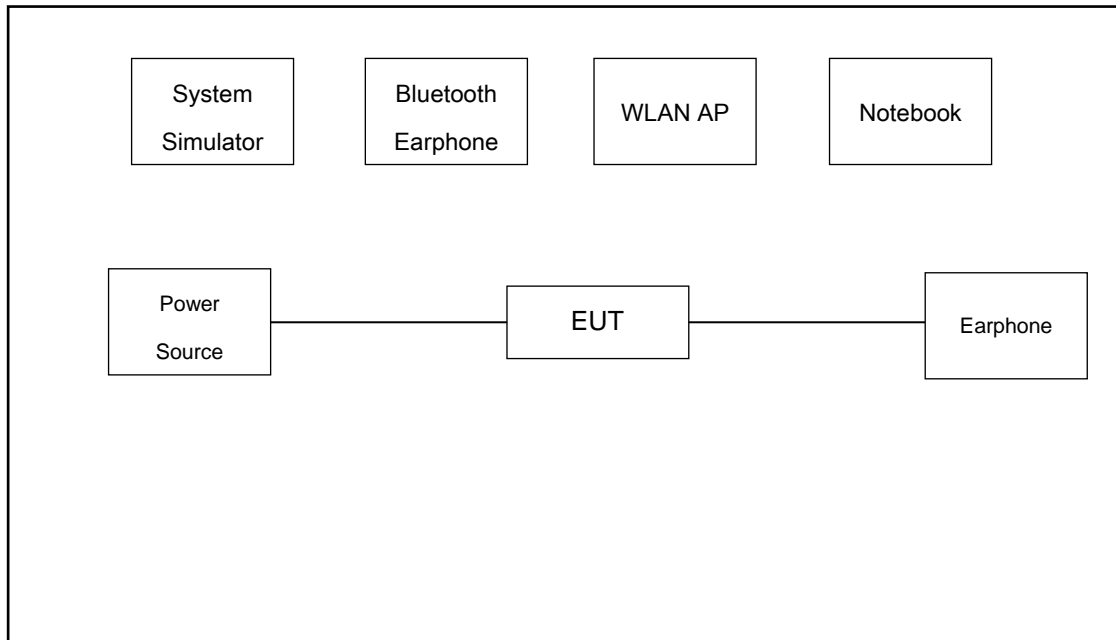 System
Simulator
Bluetooth
Earphone
WLAN AP
Notebook
Power
Source
EUT
Earphone